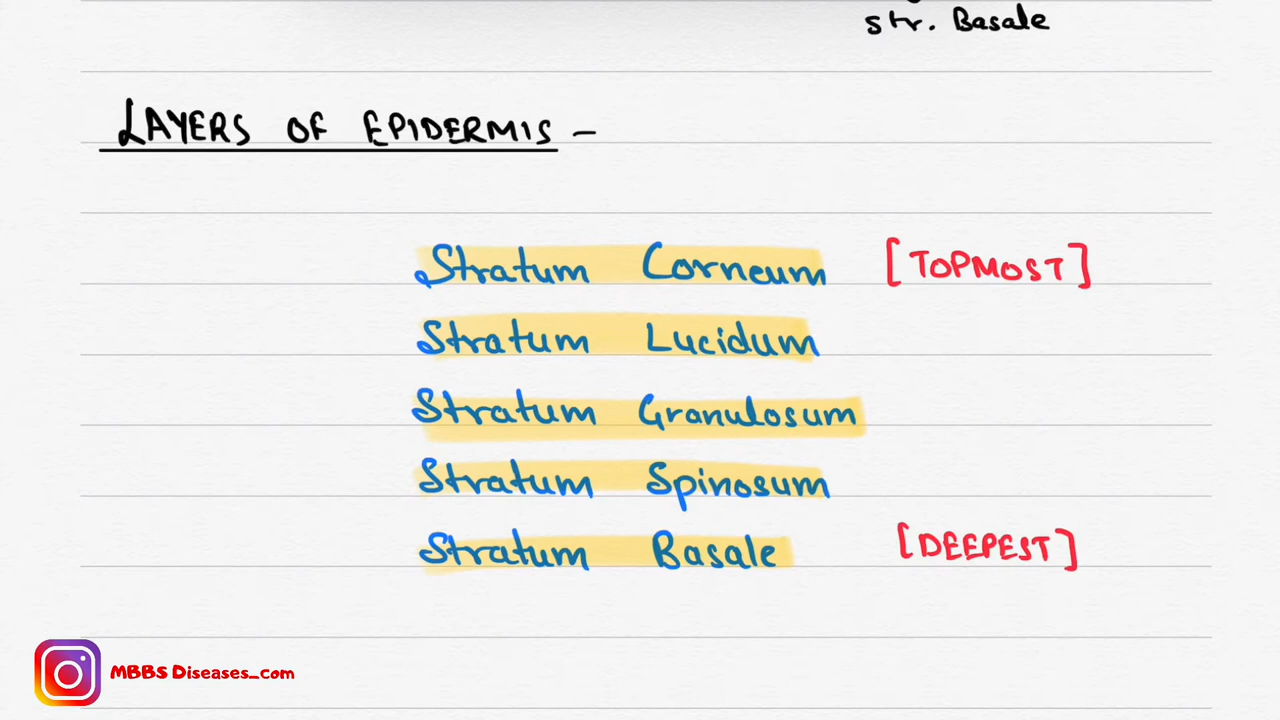 str. Basale
LAYERS OF EPIDERMIS -
Stratum Corneum [TOPMOST]
Stratum Lucidum
Stratum Granulosum
Stratum Spinosum
Stratum Basale [DEEPEST]
MBBS Diseases_com